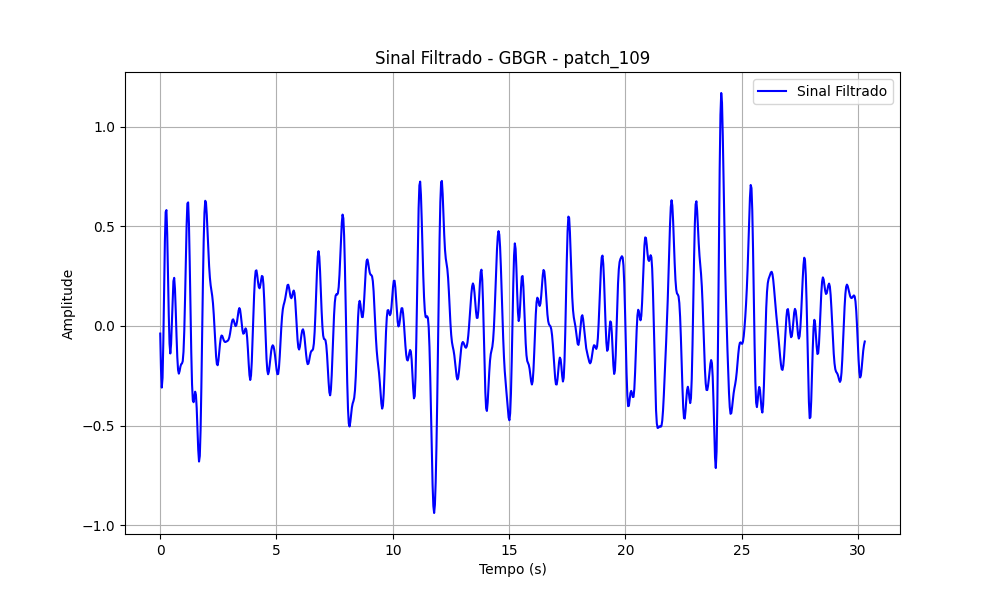 Sinal Filtrado - GBGR - patch_109
Sinal Filtrado
1.0
0.5
0.0
−0.5
−1.0
Amplitude
0 5 10 15 20 25 30
Tempo (s)